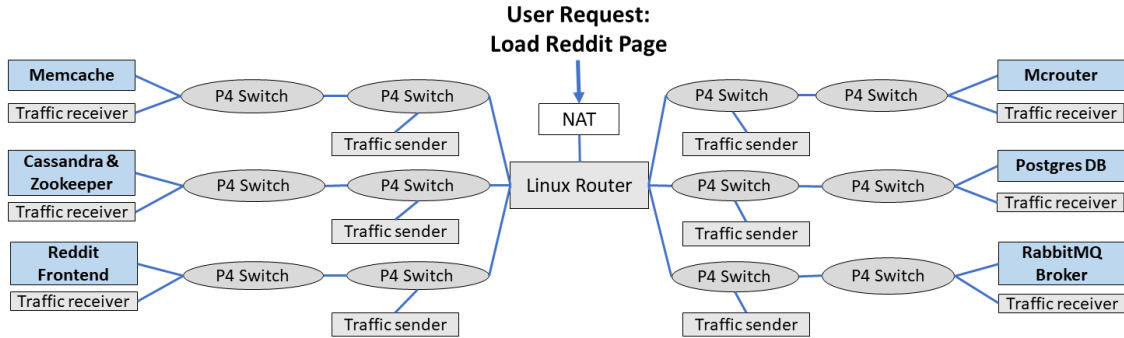 User Request:
Load Reddit Page
NAT
Linux Router
Memcache
Traffic receiver
P4 Switch
P4 Switch
Traffic sender
Cassandra &
Zookeeper
Traffic receiver
P4 Switch
P4 Switch
Traffic sender
Reddit
Frontend
Traffic receiver
P4 Switch
P4 Switch
Traffic sender
P4 Switch
P4 Switch
Mcrouter
Traffic receiver
Traffic sender
P4 Switch
P4 Switch
Postgres DB
Traffic receiver
Traffic sender
P4 Switch
P4 Switch
RabbitMQ
Broker
Traffic receiver
Traffic sender